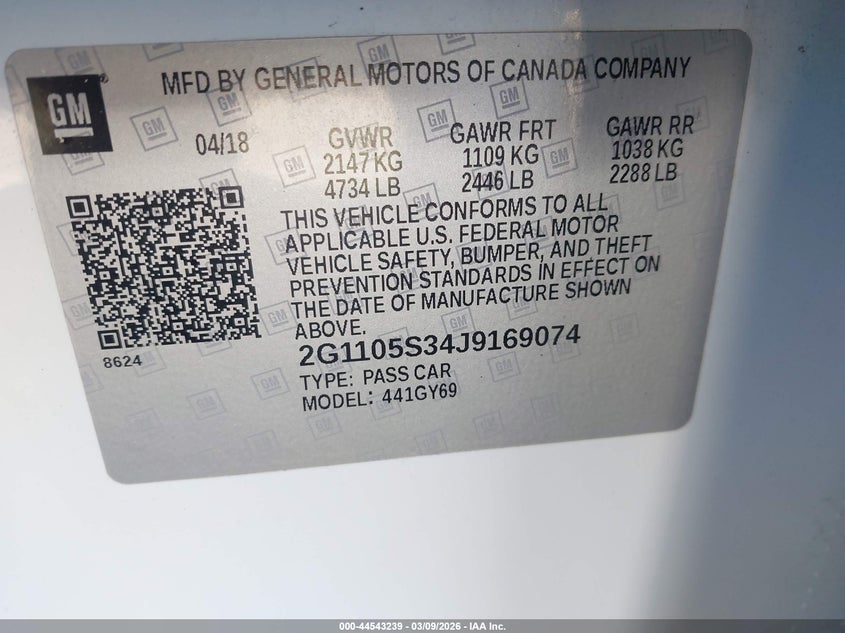 MFD BY GENERAL MOTORS OF CANADA COMPANY
GM
04/18
GVWR
2147 KG
4734 LB
GAWR FRT
1109 KG
2446 LB
GAWR RR
1038 KG
2288 LB
THIS VEHICLE CONFORMS TO ALL
APPLICABLE U.S. FEDERAL MOTOR
VEHICLE SAFETY, BUMPER, AND THEFT
PREVENTION STANDARDS IN EFFECT ON
THE DATE OF MANUFACTURE SHOWN
ABOVE.
8624
2G1105S34J9169074
TYPE: PASS CAR
MODEL: 441GY69
000-44543239 - 03/09/2026 - IAA Inc.